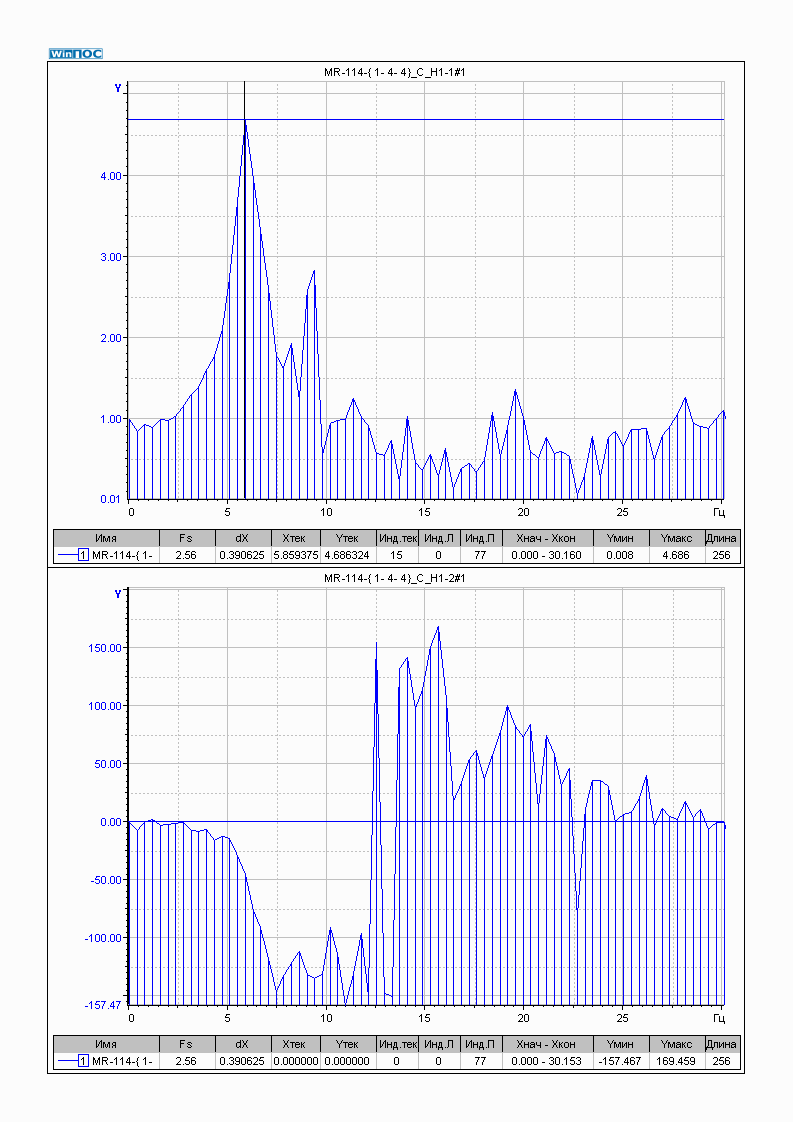 WinПОС
MR-114-{ 1- 4- 4}_C_H1-1#1
Y
4.00
3.00
2.00
1.00
0.01
0 5 10 15 20 25 Гц
Имя Fs dX Xтек Yтек Инд.тек Инд.Л Инд.П Xнач - Xкон Yмин Yмакс Длина
1 MR-114-{ 1- 2.56 0.390625 5.859375 4.686324 15 0 77 0.000 - 30.160 0.008 4.686 256
MR-114-{ 1- 4- 4}_C_H1-2#1
Y
150.00
100.00
50.00
0.00
-50.00
-100.00
-157.47
0 5 10 15 20 25 Гц
Имя Fs dX Xтек Yтек Инд.тек Инд.Л Инд.П Xнач - Xкон Yмин Yмакс Длина
1 MR-114-{ 1- 2.56 0.390625 0.000000 0.000000 0 0 77 0.000 - 30.153 -157.467 169.459 256